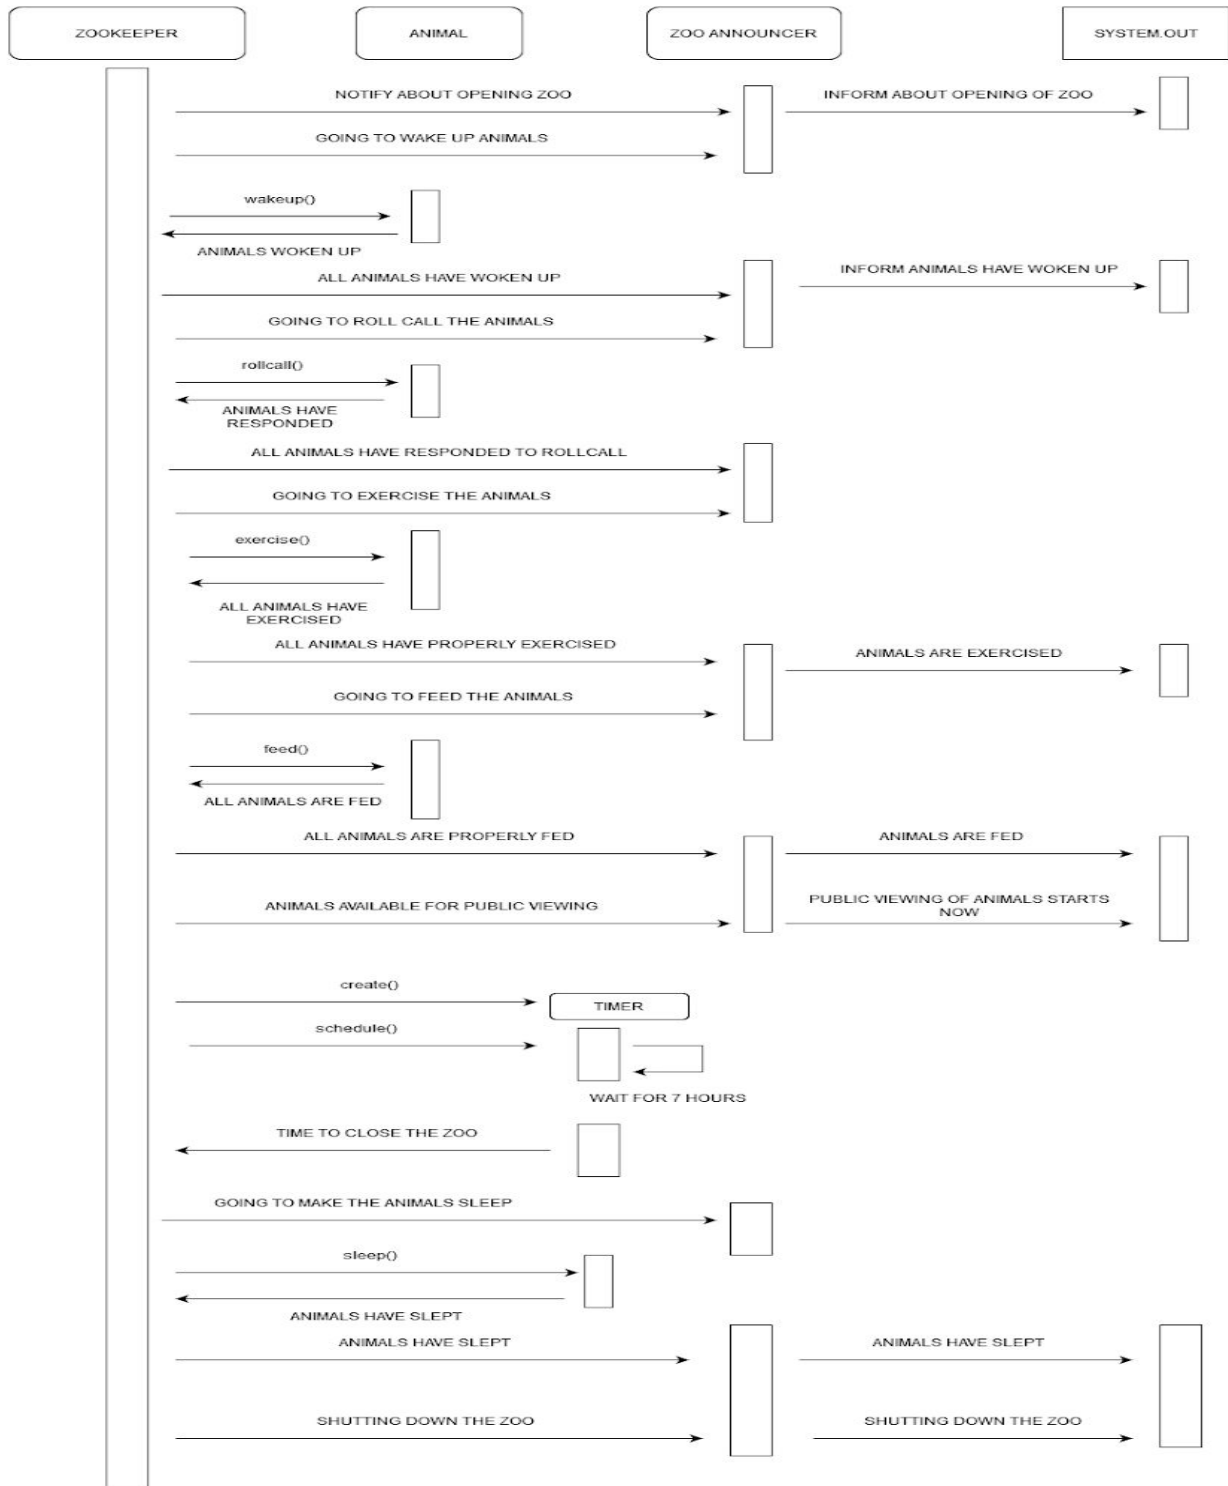 ZOOKEEPER
ANIMAL
ZOO ANNOUNCER
SYSTEM.OUT
NOTIFY ABOUT OPENING ZOO
INFORM ABOUT OPENING OF ZOO
GOING TO WAKE UP ANIMALS
wakeup()
ANIMALS WOKEN UP
ALL ANIMALS HAVE WOKEN UP
INFORM ANIMALS HAVE WOKEN UP
GOING TO ROLL CALL THE ANIMALS
rollcall()
ANIMALS HAVE
RESPONDED
ALL ANIMALS HAVE RESPONDED TO ROLLCALL
GOING TO EXERCISE THE ANIMALS
exercise()
ALL ANIMALS HAVE
EXERCISED
ALL ANIMALS HAVE PROPERLY EXERCISED
ANIMALS ARE EXERCISED
GOING TO FEED THE ANIMALS
feed()
ALL ANIMALS ARE FED
ALL ANIMALS ARE PROPERLY FED
ANIMALS ARE FED
ANIMALS AVAILABLE FOR PUBLIC VIEWING
PUBLIC VIEWING OF ANIMALS STARTS
NOW
create()
TIMER
schedule()
WAIT FOR 7 HOURS
TIME TO CLOSE THE ZOO
GOING TO MAKE THE ANIMALS SLEEP
sleep()
ANIMALS HAVE SLEPT
ANIMALS HAVE SLEPT
ANIMALS HAVE SLEPT
SHUTTING DOWN THE ZOO
SHUTTING DOWN THE ZOO